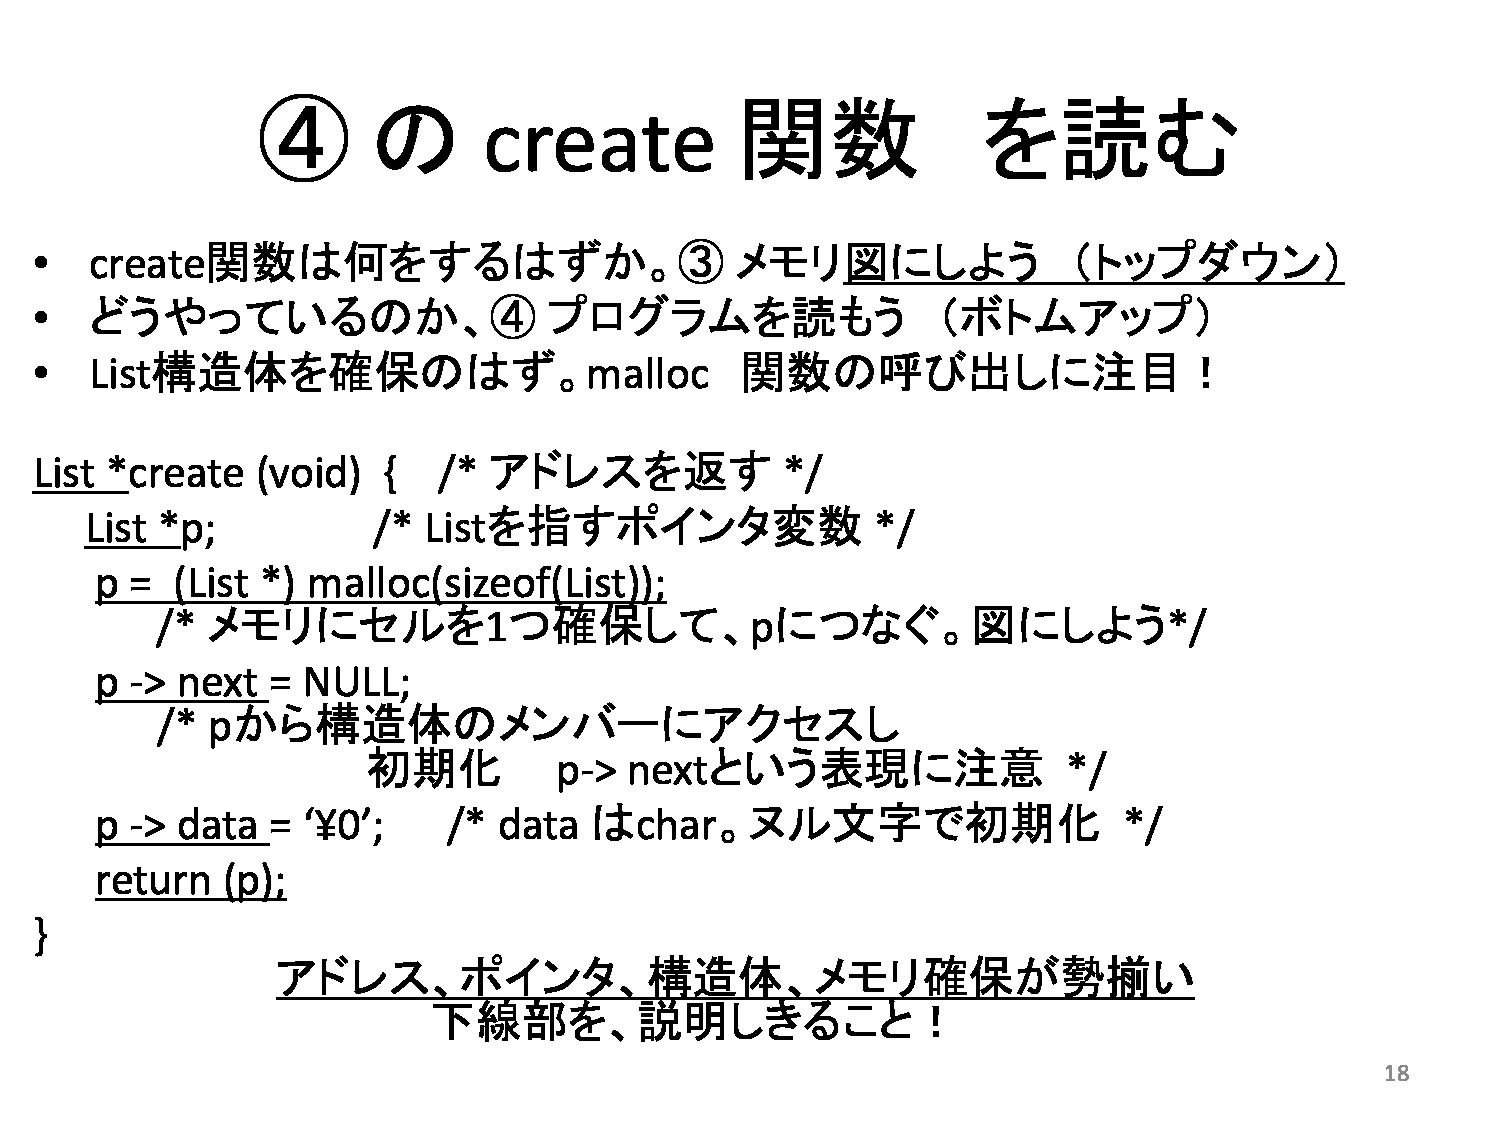 ④ の create 関数　を読む
• create関数は何をするはずか。③ メモリ図にしよう （トップダウン）
• どうやっているのか、④ プログラムを読もう （ボトムアップ）
• List構造体を確保のはず。malloc 関数の呼び出しに注目！
List *create (void) { /* アドレスを返す */
List *p; /* Listを指すポインタ変数 */
p = (List *) malloc(sizeof(List));
/* メモリにセルを1つ確保して、pにつなぐ。図にしよう*/
p -> next = NULL;
/* pから構造体のメンバーにアクセスし
初期化 p-> nextという表現に注意 */
p -> data = ‘¥0’; /* data はchar。ヌル文字で初期化 */
return (p);
}
アドレス、ポインタ、構造体、メモリ確保が勢揃い
下線部を、説明しきること！
18